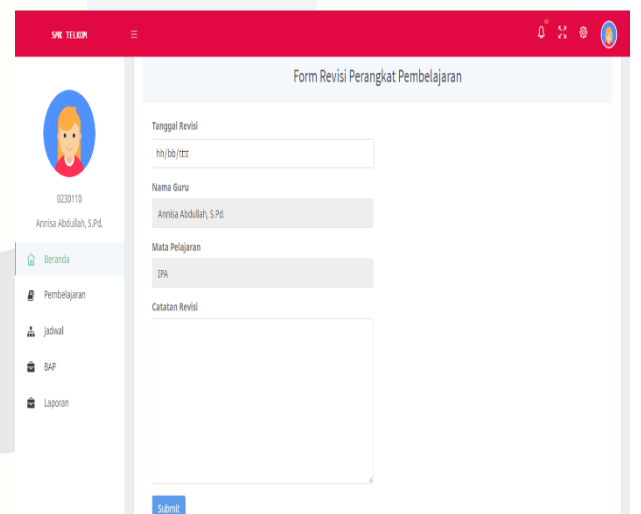 SMK TELKOM
Form Revisi Perangkat Pembelajaran
0230110
Annisa Abdullah, S.Pd.
Beranda
Pembelajaran
Jadwal
BAP
Laporan
Tanggal Revisi
hh/bb/tttt
Nama Guru
Annisa Abdullah, S.Pd.
Mata Pelajaran
IPA
Catatan Revisi
Submit